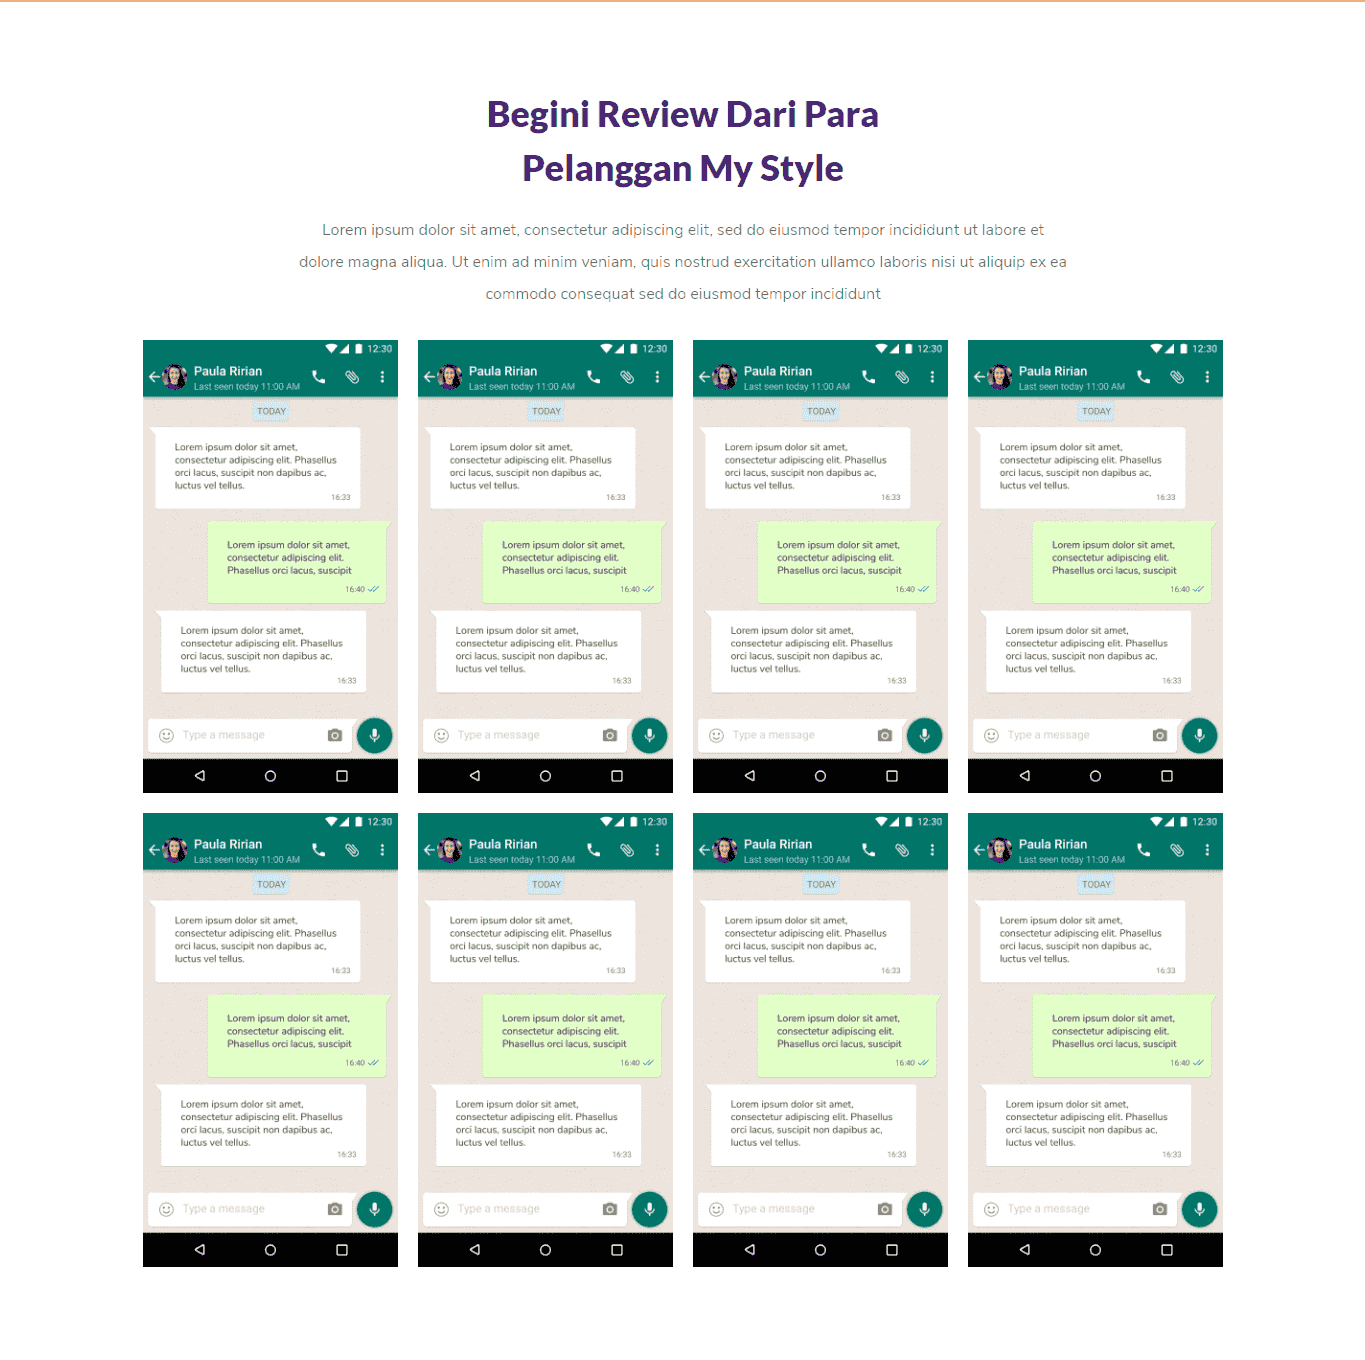 Begini Review Dari Para
Pelanggan My Style
Lorem ipsum dolor sit amet, consectetur adipiscing elit, sed do eiusmod tempor incididunt ut labore et
dolore magna aliqua. Ut enim ad minim veniam, quis nostrud exercitation ullamco laboris nisi ut aliquip ex ea
commodo consequat sed do eiusmod tempor incididunt
12:30
Paula Ririan
Last seen today 11:00 AM
TODAY
Lorem ipsum dolor sit amet,
consectetur adipiscing elit. Phasellus
orci lacus, suscipit non dapibus ac,
luctus vel tellus.
16:33
Lorem ipsum dolor sit amet,
consectetur adipiscing elit.
Phasellus orci lacus, suscipit
16:40
Lorem ipsum dolor sit amet,
consectetur adipiscing elit. Phasellus
orci lacus, suscipit non dapibus ac,
luctus vel tellus.
16:33
Type a message
12:30
Paula Ririan
Last seen today 11:00 AM
TODAY
Lorem ipsum dolor sit amet,
consectetur adipiscing elit. Phasellus
orci lacus, suscipit non dapibus ac,
luctus vel tellus.
16:33
Lorem ipsum dolor sit amet,
consectetur adipiscing elit.
Phasellus orci lacus, suscipit
16:40
Lorem ipsum dolor sit amet,
consectetur adipiscing elit. Phasellus
orci lacus, suscipit non dapibus ac,
luctus vel tellus.
16:33
Type a message
12:30
Paula Ririan
Last seen today 11:00 AM
TODAY
Lorem ipsum dolor sit amet,
consectetur adipiscing elit. Phasellus
orci lacus, suscipit non dapibus ac,
luctus vel tellus.
16:33
Lorem ipsum dolor sit amet,
consectetur adipiscing elit.
Phasellus orci lacus, suscipit
16:40
Lorem ipsum dolor sit amet,
consectetur adipiscing elit. Phasellus
orci lacus, suscipit non dapibus ac,
luctus vel tellus.
16:33
Type a message
12:30
Paula Ririan
Last seen today 11:00 AM
TODAY
Lorem ipsum dolor sit amet,
consectetur adipiscing elit. Phasellus
orci lacus, suscipit non dapibus ac,
luctus vel tellus.
16:33
Lorem ipsum dolor sit amet,
consectetur adipiscing elit.
Phasellus orci lacus, suscipit
16:40
Lorem ipsum dolor sit amet,
consectetur adipiscing elit. Phasellus
orci lacus, suscipit non dapibus ac,
luctus vel tellus.
16:33
Type a message
12:30
Paula Ririan
Last seen today 11:00 AM
TODAY
Lorem ipsum dolor sit amet,
consectetur adipiscing elit. Phasellus
orci lacus, suscipit non dapibus ac,
luctus vel tellus.
16:33
Lorem ipsum dolor sit amet,
consectetur adipiscing elit.
Phasellus orci lacus, suscipit
16:40
Lorem ipsum dolor sit amet,
consectetur adipiscing elit. Phasellus
orci lacus, suscipit non dapibus ac,
luctus vel tellus.
16:33
Type a message
12:30
Paula Ririan
Last seen today 11:00 AM
TODAY
Lorem ipsum dolor sit amet,
consectetur adipiscing elit. Phasellus
orci lacus, suscipit non dapibus ac,
luctus vel tellus.
16:33
Lorem ipsum dolor sit amet,
consectetur adipiscing elit.
Phasellus orci lacus, suscipit
16:40
Lorem ipsum dolor sit amet,
consectetur adipiscing elit. Phasellus
orci lacus, suscipit non dapibus ac,
luctus vel tellus.
16:33
Type a message
12:30
Paula Ririan
Last seen today 11:00 AM
TODAY
Lorem ipsum dolor sit amet,
consectetur adipiscing elit. Phasellus
orci lacus, suscipit non dapibus ac,
luctus vel tellus.
16:33
Lorem ipsum dolor sit amet,
consectetur adipiscing elit.
Phasellus orci lacus, suscipit
16:40
Lorem ipsum dolor sit amet,
consectetur adipiscing elit. Phasellus
orci lacus, suscipit non dapibus ac,
luctus vel tellus.
16:33
Type a message
12:30
Paula Ririan
Last seen today 11:00 AM
TODAY
Lorem ipsum dolor sit amet,
consectetur adipiscing elit. Phasellus
orci lacus, suscipit non dapibus ac,
luctus vel tellus.
16:33
Lorem ipsum dolor sit amet,
consectetur adipiscing elit.
Phasellus orci lacus, suscipit
16:40
Lorem ipsum dolor sit amet,
consectetur adipiscing elit. Phasellus
orci lacus, suscipit non dapibus ac,
luctus vel tellus.
16:33
Type a message